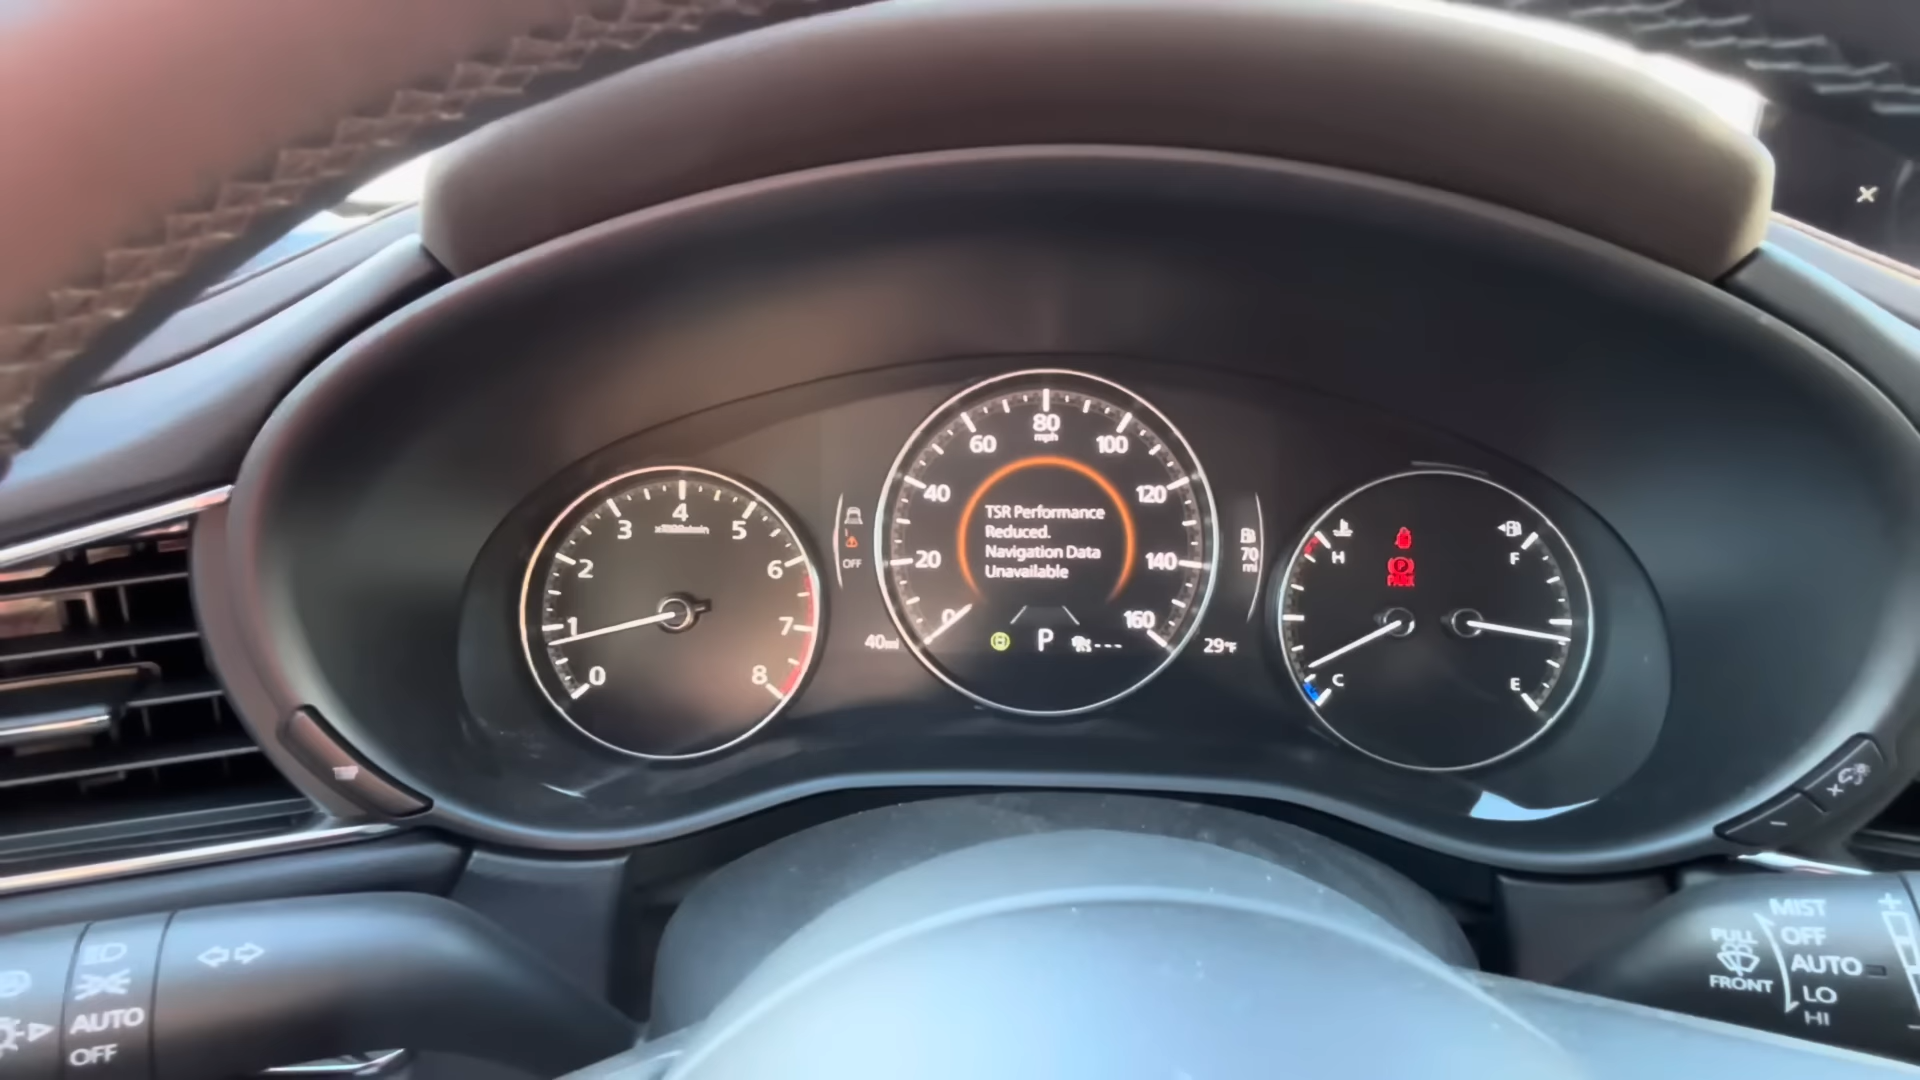 80
mph
60
100
40
120
20
140
0
160
TSR Performance
Reduced.
Navigation Data
Unavailable
4
3
5
2
6
1
7
0
8
OFF
70
mi
40mi
P
---
29°F
H
F
C
E
P
PARK
AUTO
OFF
MIST
OFF
AUTO
LO
HI
PULL
FRONT
+
−